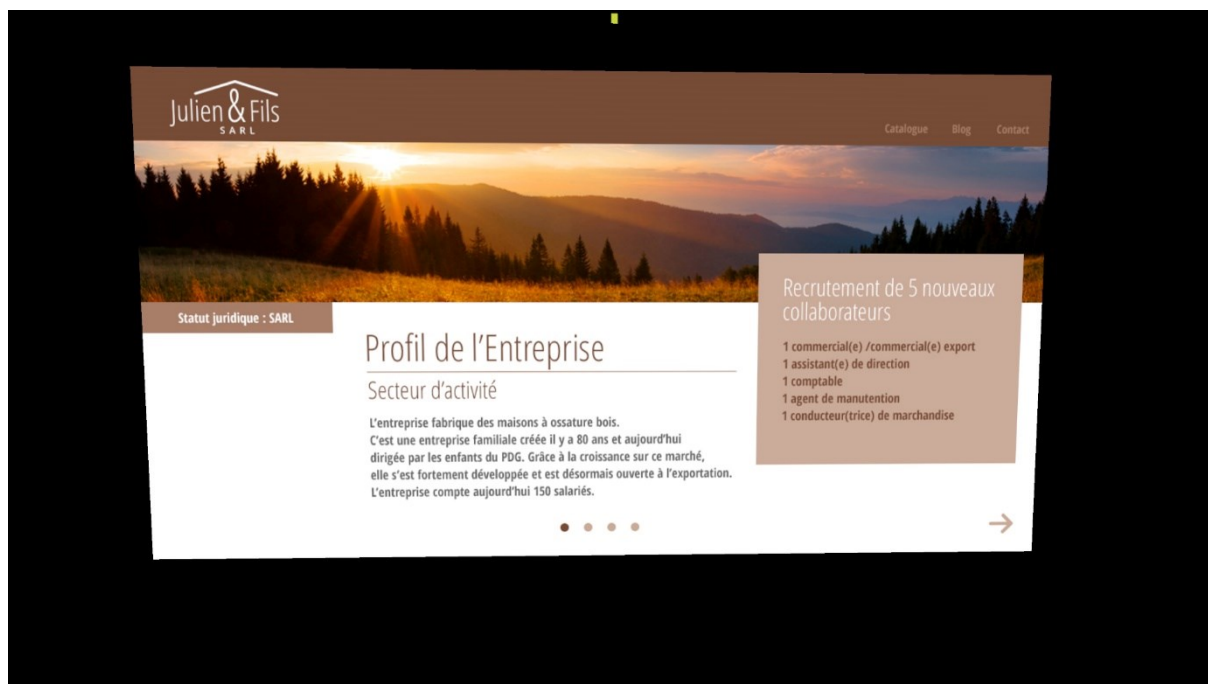 Julien & Fils
SARL
Catalogue Blog Contact
Statut juridique : SARL
Profil de l’Entreprise
Secteur d’activité
L’entreprise fabrique des maisons à ossature bois.
C’est une entreprise familiale créée il y a 80 ans et aujourd’hui
dirigée par les enfants du PDG. Grâce à la croissance sur ce marché,
elle s’est fortement développée et est désormais ouverte à l’exportation.
L’entreprise compte aujourd’hui 150 salariés.
Recrutement de 5 nouveaux
collaborateurs
1 commercial(e) /commercial(e) export
1 assistant(e) de direction
1 comptable
1 agent de manutention
1 conducteur(trice) de marchandise